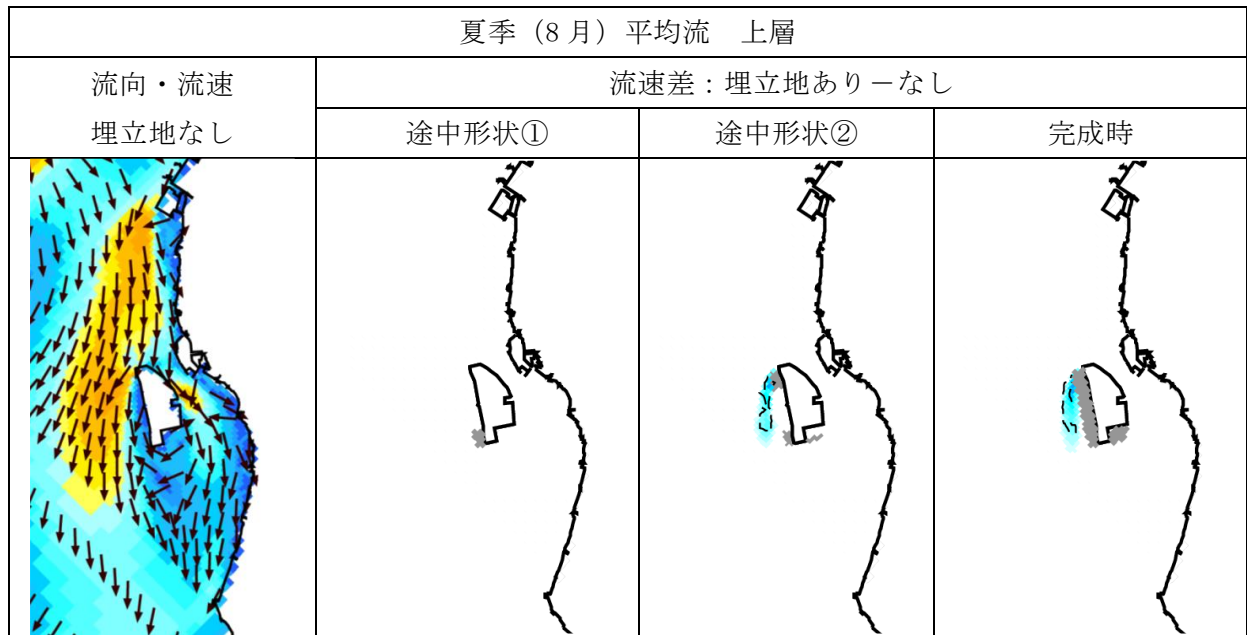 夏季（8月）平均流　上層
流向・流速
埋立地なし
流速差：埋立地あり－なし
途中形状①
途中形状②
完成時